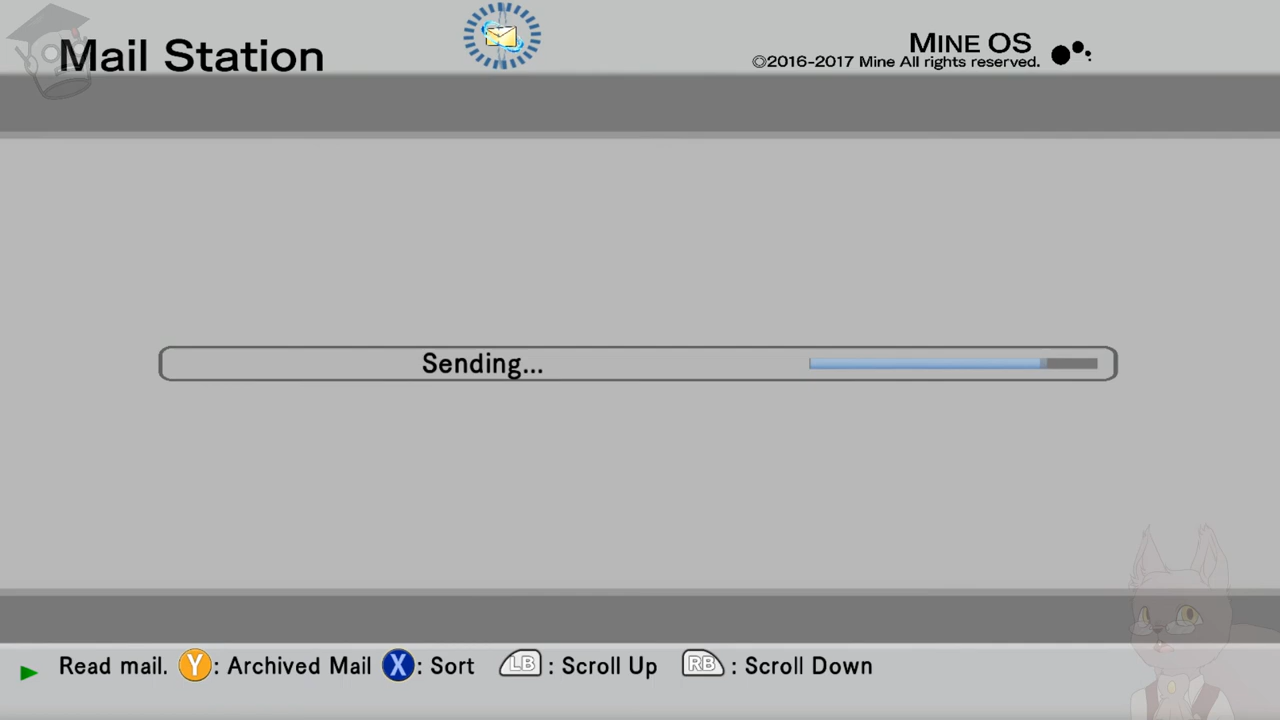 Mail Station
MINE OS
©2016-2017 Mine All rights reserved.
Sending...
Read mail. Y: Archived Mail X: Sort LB: Scroll Up RB: Scroll Down